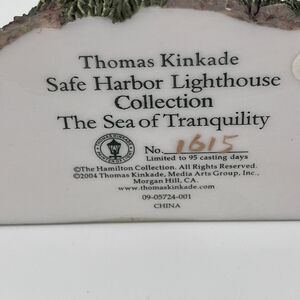 Thomas Kinkade
Safe Harbor Lighthouse
Collection
The Sea of Tranquility
No. 1615
Limited to 95 casting days
©The Hamilton Collection. All Rights Reserved.
©2004 Thomas Kinkade, Media Arts Group, Inc.,
Morgan Hill, CA.
www.thomaskinkade.com
09-05724-001
CHINA